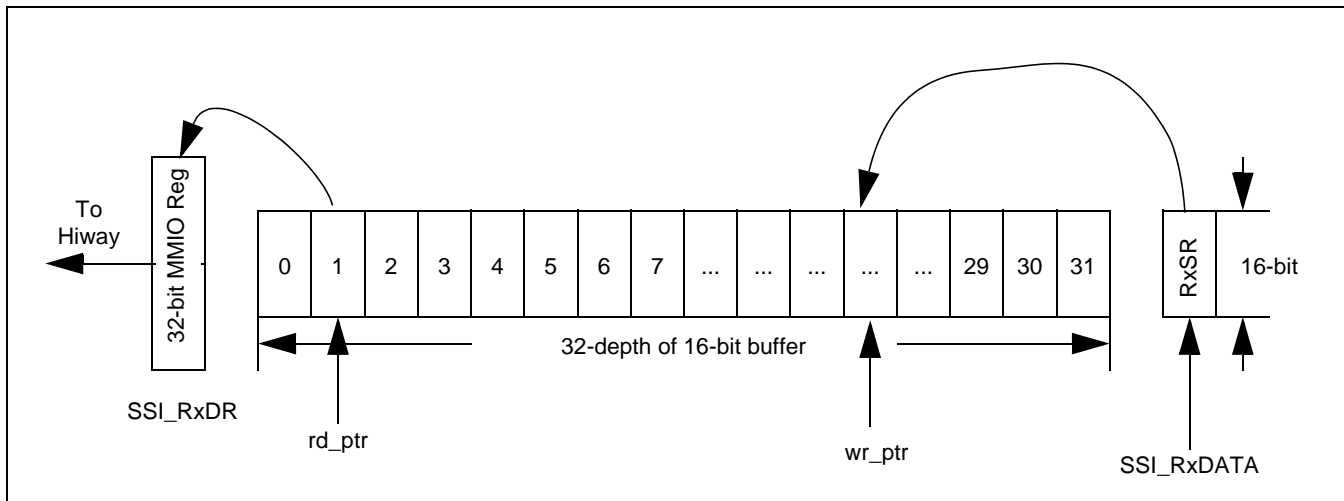 To
Hiway
32-bit MMIO Reg
0 1 2 3 4 5 6 7 ... ... ... ... ... 29 30 31
RxSR
16-bit
32-depth of 16-bit buffer
SSI_RxDR
rd_ptr
wr_ptr
SSI_RxDATA